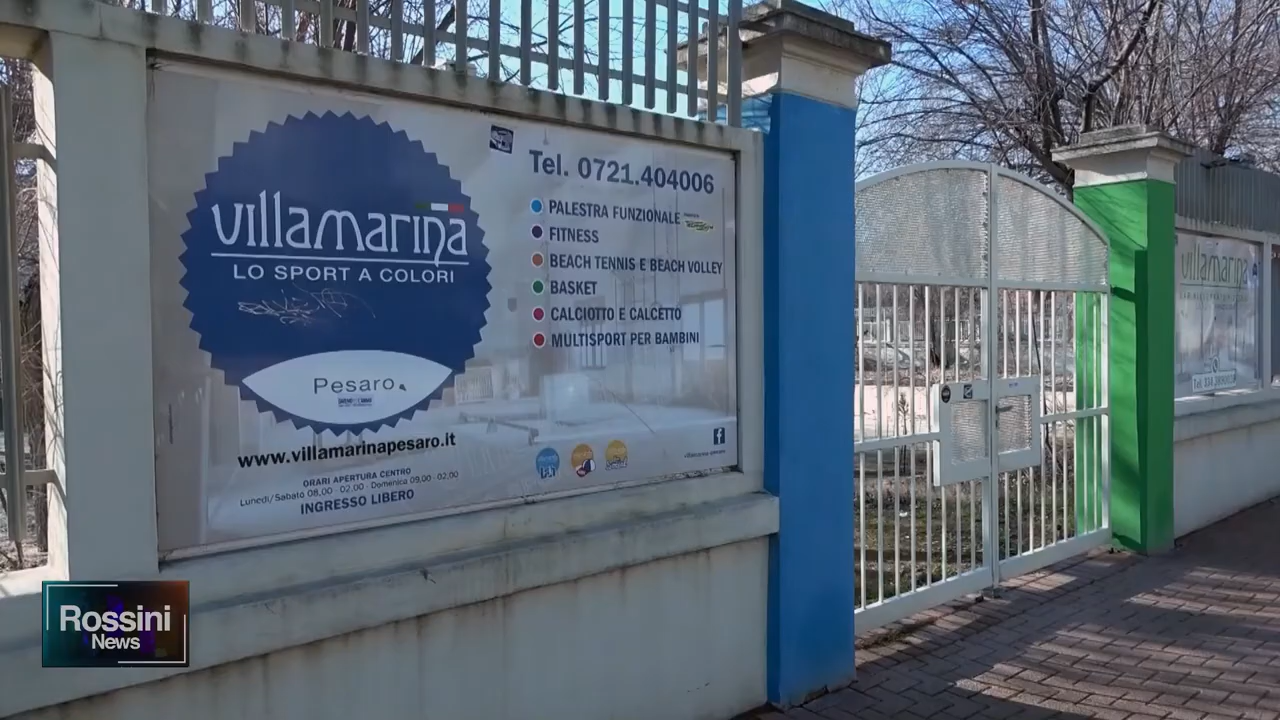 villamarina
LO SPORT A COLORI
Pesaro
www.villamarinapesaro.it
ORARI APERTURA CENTRO
Lunedì/Sabato 08,00 - 02,00 - Domenica 09,00 - 02,00
INGRESSO LIBERO
Tel. 0721.404006
PALESTRA FUNZIONALE
FITNESS
BEACH TENNIS E BEACH VOLLEY
BASKET
CALCIOTTO E CALCETTO
MULTISPORT PER BAMBINI
f
villamarina
Rossini
News